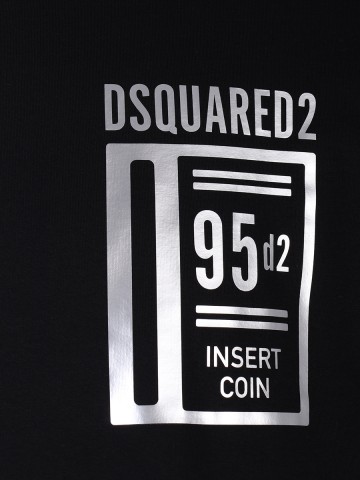 DSQUARED2
95d2
INSERT
COIN